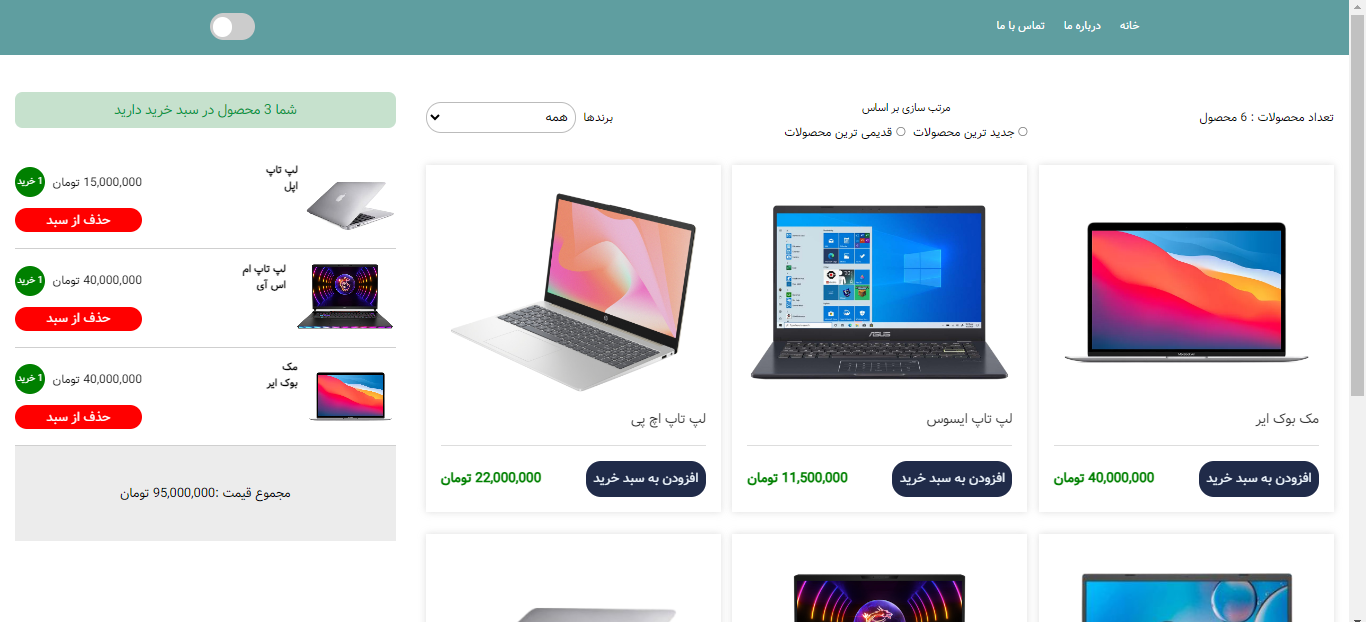 خانه
درباره ما
تماس با ما
تعداد محصولات : 6 محصول
مرتب سازی بر اساس
جدید ترین محصولات
قدیمی ترین محصولات
برندها
همه
مک بوک ایر
افزودن به سبد خرید
40,000,000 تومان
لپ تاپ ایسوس
افزودن به سبد خرید
11,500,000 تومان
لپ تاپ اچ پی
افزودن به سبد خرید
22,000,000 تومان
ASUS
شما 3 محصول در سبد خرید دارید
لپ تاپ
اپل
15,000,000 تومان
1 خرید
حذف از سبد
لپ تاپ ام
اس آی
40,000,000 تومان
1 خرید
حذف از سبد
مک
بوک ایر
40,000,000 تومان
1 خرید
حذف از سبد
مجموع قیمت :95,000,000 تومان